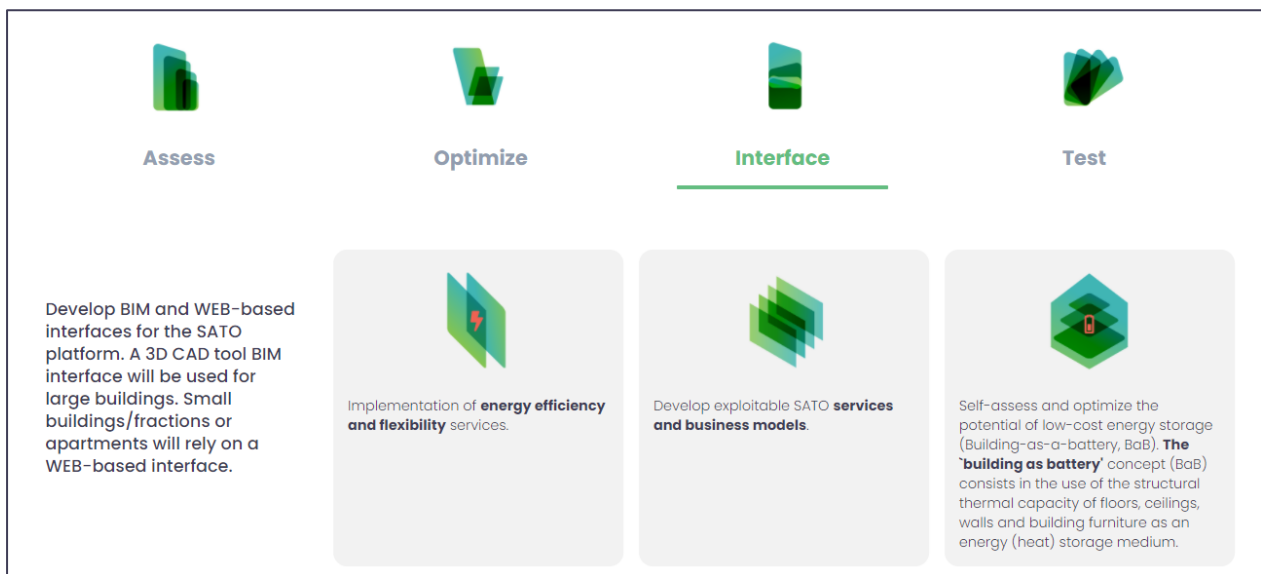 Assess
Optimize
Interface
Test
Develop BIM and WEB-based
interfaces for the SATO
platform. A 3D CAD tool BIM
interface will be used for
large buildings. Small
buildings/fractions or
apartments will rely on a
WEB-based interface.
Implementation of energy efficiency
and flexibility services.
Develop exploitable SATO services
and business models.
Self-assess and optimize the
potential of low-cost energy storage
(Building-as-a-battery, BaB). The
`building as battery' concept (BaB)
consists in the use of the structural
thermal capacity of floors, ceilings,
walls and building furniture as an
energy (heat) storage medium.